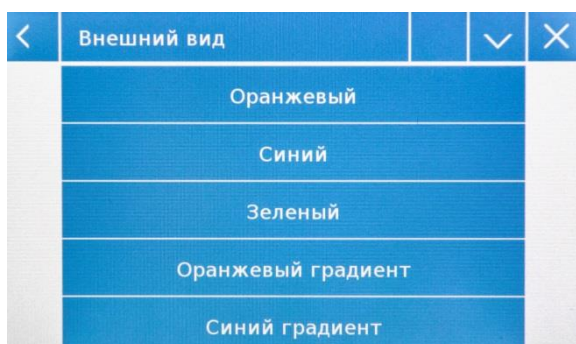 Внешний вид
Оранжевый
Синий
Зеленый
Оранжевый градиент
Синий градиент